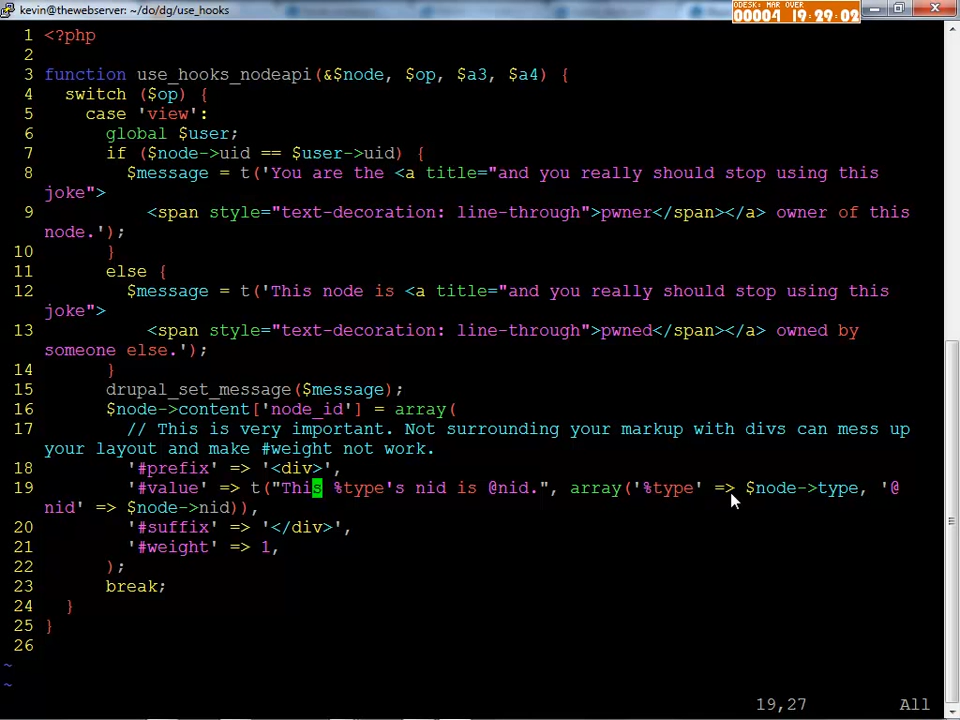 kevin@thewebserver: ~/do/dg/use_hooks
ODESK: MAR OVER
00004 19:29:02
1 <?php
2
3 function use_hooks_nodeapi(&$node, $op, $a3, $a4) {
4   switch ($op) {
5     case 'view':
6       global $user;
7       if ($node->uid == $user->uid) {
8         $message = t('You are the <a title="and you really should stop using this
joke">
9           <span style="text-decoration: line-through">pwner</span></a> owner of this
node.');
10       }
11       else {
12         $message = t('This node is <a title="and you really should stop using this
joke">
13           <span style="text-decoration: line-through">pwned</span></a> owned by
someone else.');
14       }
15       drupal_set_message($message);
16       $node->content['node_id'] = array(
17         // This is very important. Not surrounding your markup with divs can mess up
your layout and make #weight not work.
18         '#prefix' => '<div>',
19         '#value' => t("This %type's nid is @nid.", array('%type' => $node->type, '@
nid' => $node->nid)),
20         '#suffix' => '</div>',
21         '#weight' => 1,
22       );
23       break;
24   }
25 }
26
~
~
19,27 All